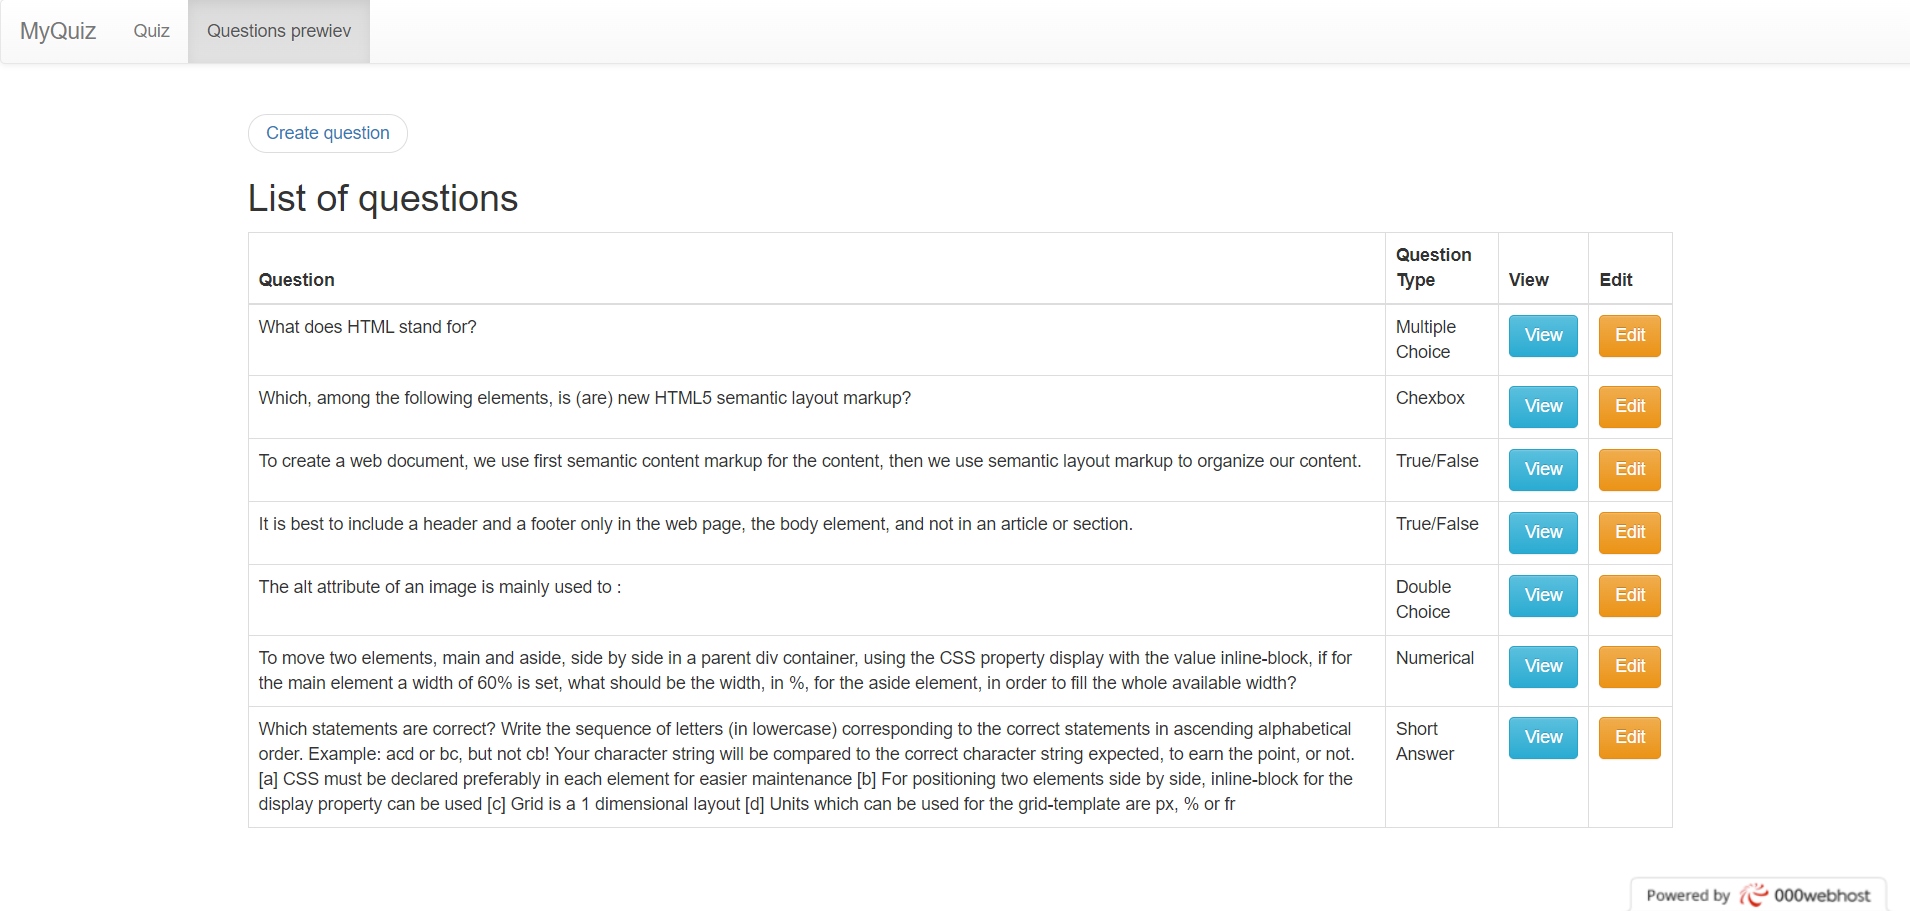 MyQuiz Quiz Questions prewiev
Create question
List of questions
Question
Question
Type
View
Edit
What does HTML stand for?
Multiple
Choice
View
Edit
Which, among the following elements, is (are) new HTML5 semantic layout markup?
Chexbox
View
Edit
To create a web document, we use first semantic content markup for the content, then we use semantic layout markup to organize our content.
True/False
View
Edit
It is best to include a header and a footer only in the web page, the body element, and not in an article or section.
True/False
View
Edit
The alt attribute of an image is mainly used to :
Double
Choice
View
Edit
To move two elements, main and aside, side by side in a parent div container, using the CSS property display with the value inline-block, if for
the main element a width of 60% is set, what should be the width, in %, for the aside element, in order to fill the whole available width?
Numerical
View
Edit
Which statements are correct? Write the sequence of letters (in lowercase) corresponding to the correct statements in ascending alphabetical
order. Example: acd or bc, but not cb! Your character string will be compared to the correct character string expected, to earn the point, or not.
[a] CSS must be declared preferably in each element for easier maintenance [b] For positioning two elements side by side, inline-block for the
display property can be used [c] Grid is a 1 dimensional layout [d] Units which can be used for the grid-template are px, % or fr
Short
Answer
View
Edit
Powered by 000webhost